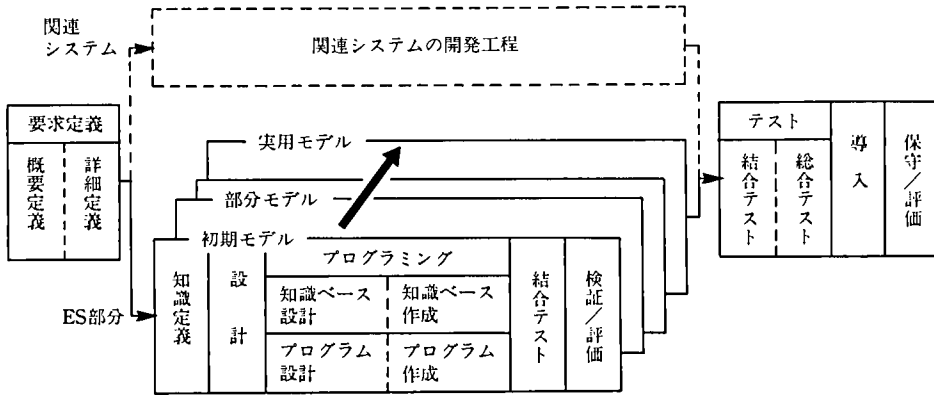 関連
システム
関連システムの開発工程
要求定義
概要定義
詳細定義
実用モデル
部分モデル
初期モデル
ES部分
知識定義
設計
プログラミング
知識ベース
設計
知識ベース
作成
プログラム
設計
プログラム
作成
結合テスト
検証/評価
テスト
結合テスト
総合テスト
導入
保守/評価